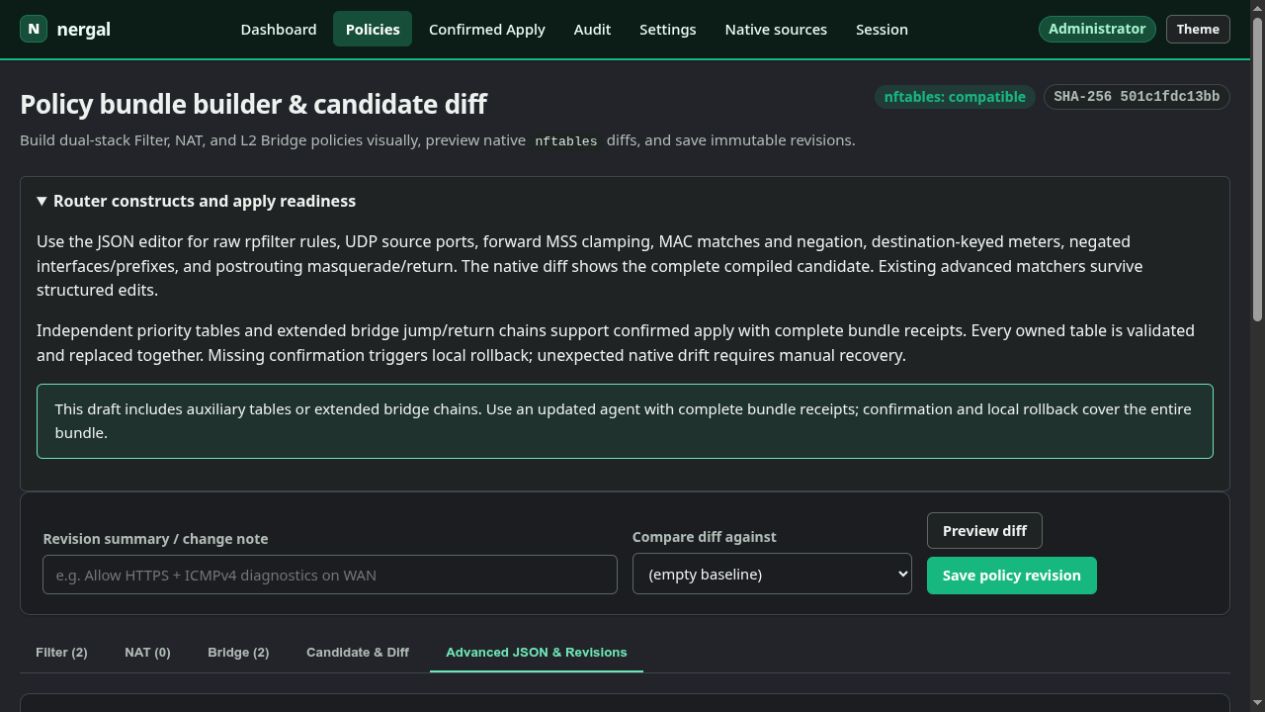 N nergal
Dashboard Policies Confirmed Apply Audit Settings Native sources Session
Administrator Theme
Policy bundle builder & candidate diff
nftables: compatible SHA-256 501c1fdc13bb
Build dual-stack Filter, NAT, and L2 Bridge policies visually, preview native nftables diffs, and save immutable revisions.
▼ Router constructs and apply readiness
Use the JSON editor for raw rpfilter rules, UDP source ports, forward MSS clamping, MAC matches and negation, destination-keyed meters, negated
interfaces/prefixes, and postrouting masquerade/return. The native diff shows the complete compiled candidate. Existing advanced matchers survive
structured edits.
Independent priority tables and extended bridge jump/return chains support confirmed apply with complete bundle receipts. Every owned table is validated
and replaced together. Missing confirmation triggers local rollback; unexpected native drift requires manual recovery.
This draft includes auxiliary tables or extended bridge chains. Use an updated agent with complete bundle receipts; confirmation and local rollback cover the entire
bundle.
Revision summary / change note
e.g. Allow HTTPS + ICMPv4 diagnostics on WAN
Compare diff against
(empty baseline)
Preview diff
Save policy revision
Filter (2) NAT (0) Bridge (2) Candidate & Diff Advanced JSON & Revisions